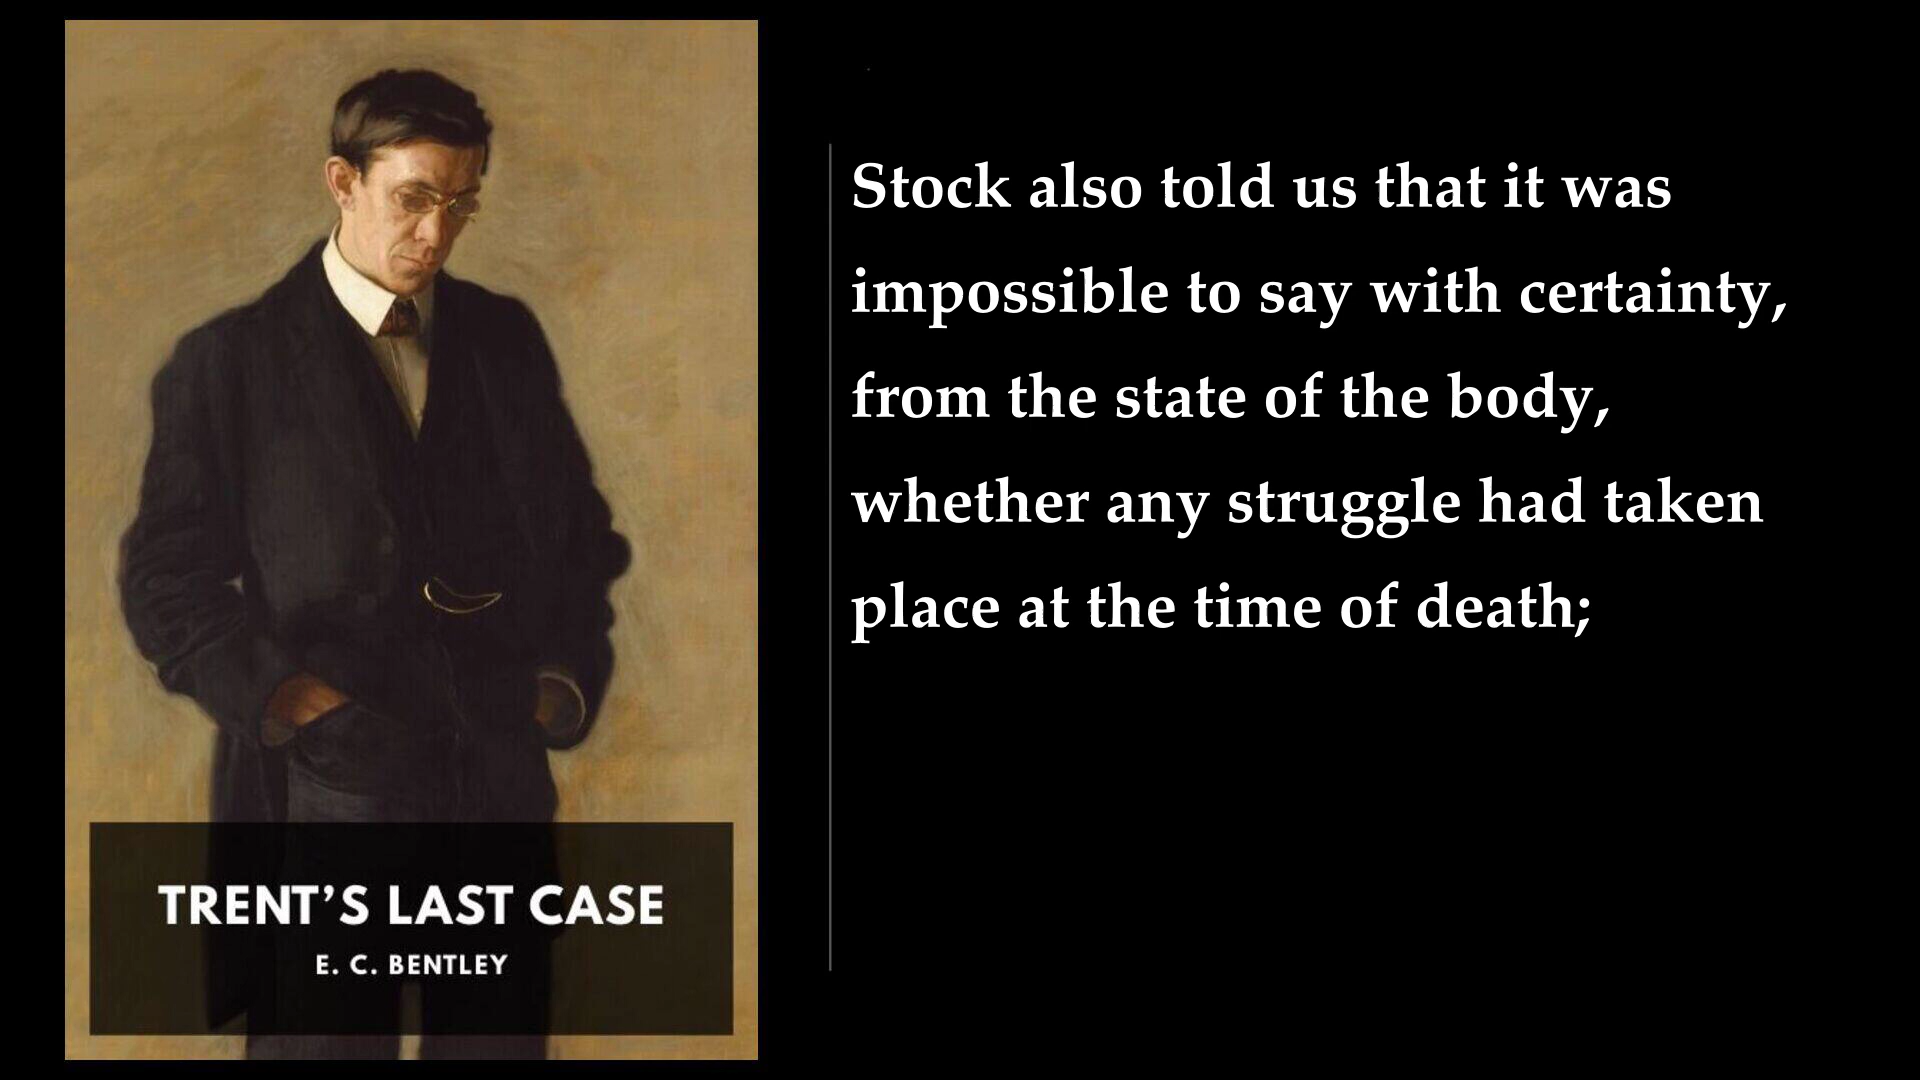 Stock also told us that it was
impossible to say with certainty,
from the state of the body,
whether any struggle had taken
place at the time of death;
TRENT’S LAST CASE
E. C. BENTLEY